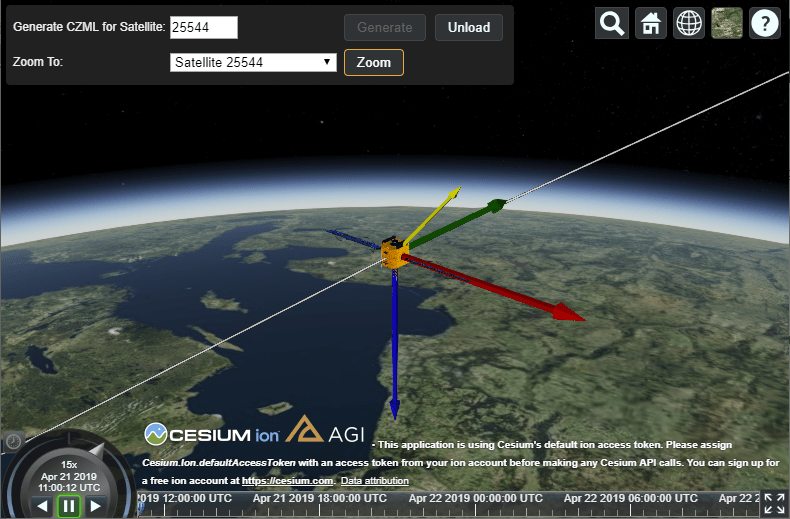 Generate CZML for Satellite: 25544 Generate Unload
Zoom To: Satellite 25544 Zoom
?
CESIUM ion AGI
- This application is using Cesium's default ion access token. Please assign
Cesium.Ion.defaultAccessToken with an access token from your ion account before making any Cesium API calls. You can sign up for
a free ion account at https://cesium.com. Data attribution
15x
Apr 21 2019
11:00:12 UTC
2019 12:00:00 UTC Apr 21 2019 18:00:00 UTC Apr 22 2019 00:00:00 UTC Apr 22 2019 06:00:00 UTC Apr 22 2